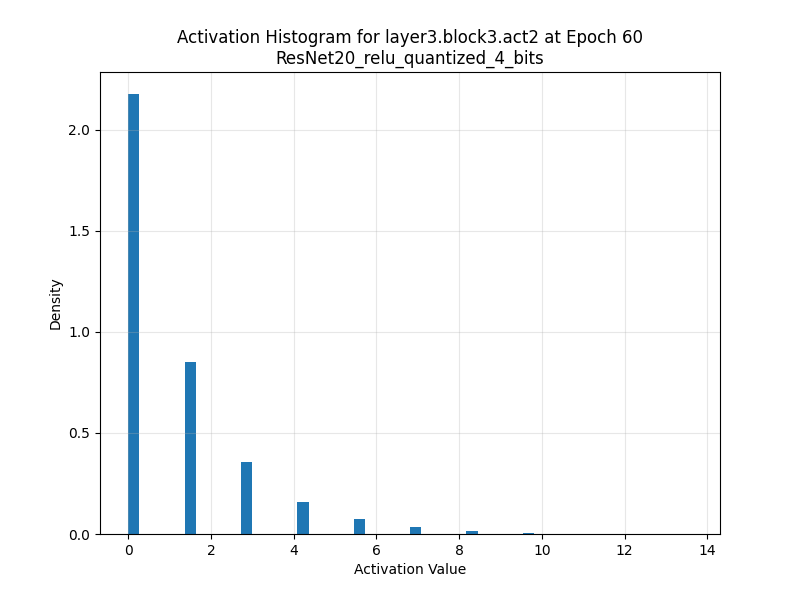 Activation Histogram for layer3.block3.act2 at Epoch 60
ResNet20_relu_quantized_4_bits
2.0
1.5
1.0
0.5
0.0
Density
0 2 4 6 8 10 12 14
Activation Value